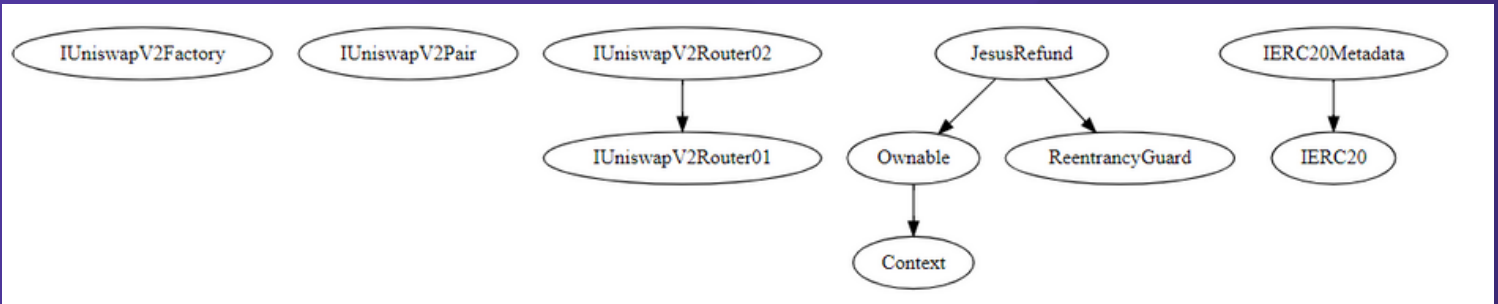 IUniswapV2Factory
IUniswapV2Pair
IUniswapV2Router02
JesusRefund
IERC20Metadata
IUniswapV2Router01
Ownable
ReentrancyGuard
IERC20
Context